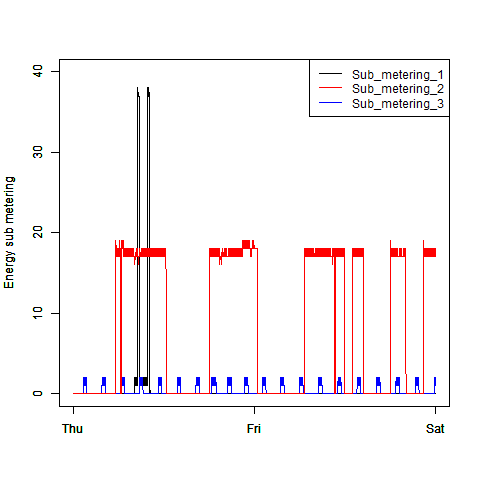 Energy sub metering
40
30
20
10
0
Sub_metering_1
Sub_metering_2
Sub_metering_3
Thu
Fri
Sat